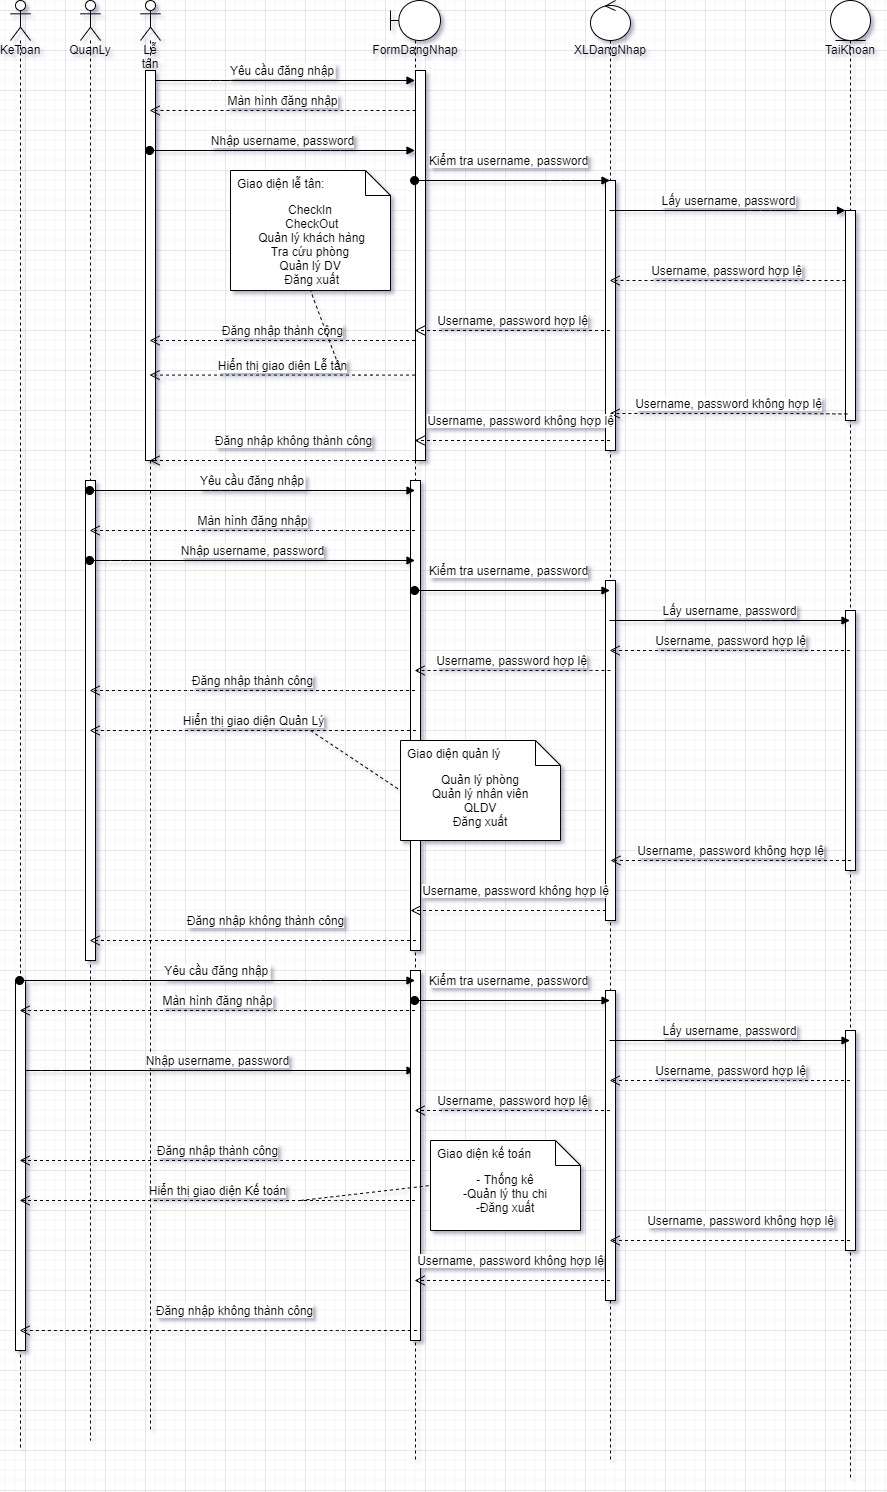 KeToan
QuanLy
Lễ
tân
FormDangNhap
XLDangNhap
TaiKhoan
Yêu cầu đăng nhập
Màn hình đăng nhập
Nhập username, password
Kiểm tra username, password
Giao diện lễ tân:
CheckIn
CheckOut
Quản lý khách hàng
Tra cứu phòng
Quản lý DV
Đăng xuất
Lấy username, password
Username, password hợp lệ
Username, password hợp lệ
Đăng nhập thành công
Hiển thị giao diện Lễ tân
Username, password không hợp lệ
Username, password không hợp lệ
Đăng nhập không thành công
Yêu cầu đăng nhập
Màn hình đăng nhập
Nhập username, password
Kiểm tra username, password
Lấy username, password
Username, password hợp lệ
Username, password hợp lệ
Đăng nhập thành công
Hiển thị giao diện Quản Lý
Giao diện quản lý
Quản lý phòng
Quản lý nhân viên
QLDV
Đăng xuất
Username, password không hợp lệ
Username, password không hợp lệ
Đăng nhập không thành công
Yêu cầu đăng nhập
Kiểm tra username, password
Màn hình đăng nhập
Lấy username, password
Nhập username, password
Username, password hợp lệ
Username, password hợp lệ
Đăng nhập thành công
Giao diện kế toán
- Thống kê
-Quản lý thu chi
-Đăng xuất
Hiển thị giao diện Kế toán
Username, password không hợp lệ
Username, password không hợp lệ
Đăng nhập không thành công